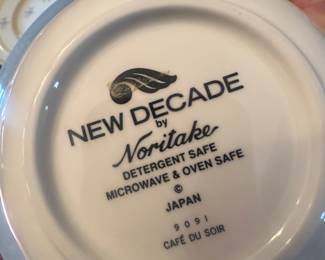 NEW DECADE
by
Noritake
DETERGENT SAFE
MICROWAVE & OVEN SAFE
©
JAPAN
9091
CAFÉ DU SOIR